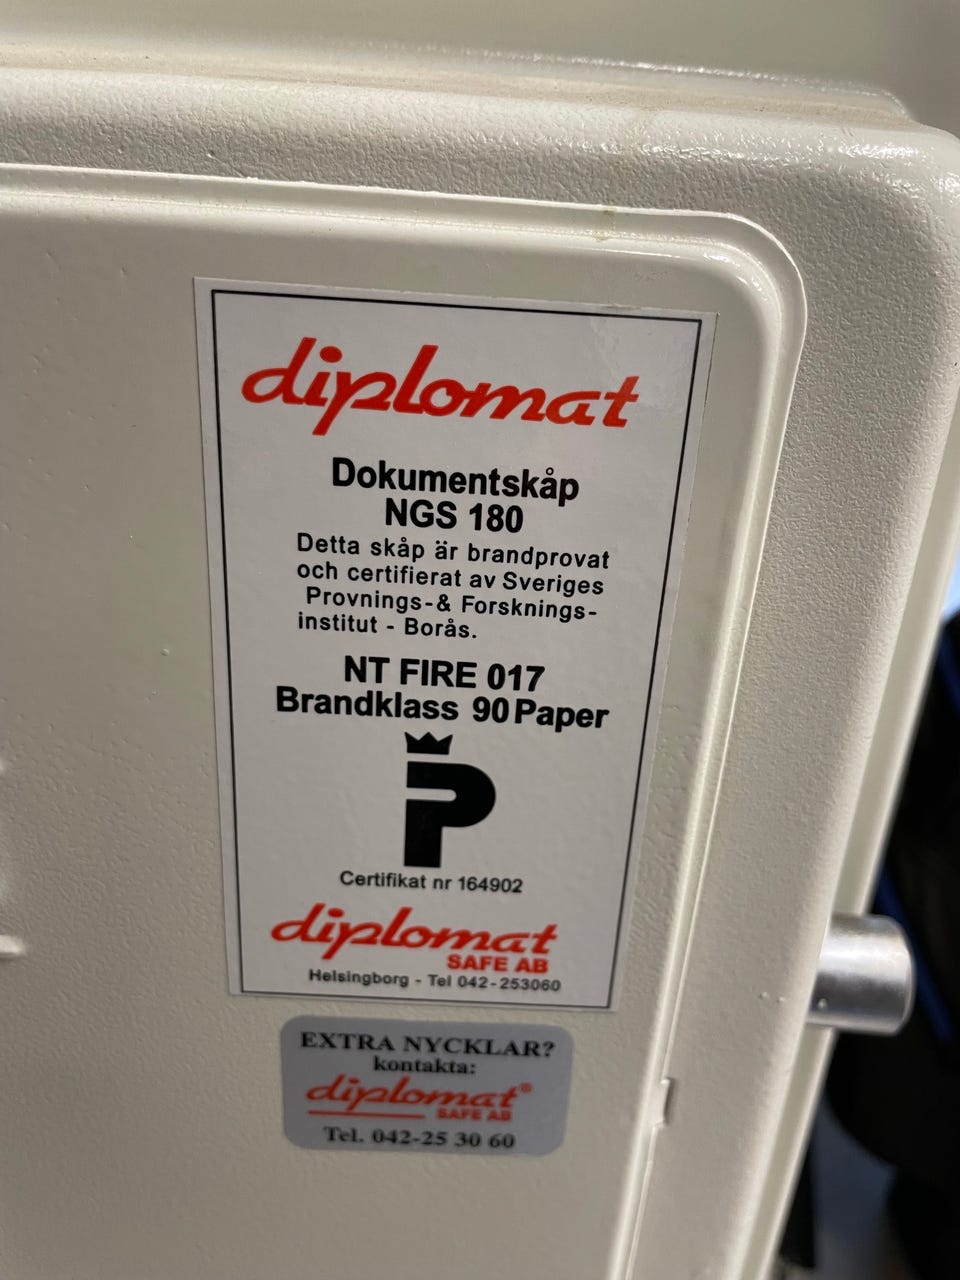 diplomat
Dokumentskåp
NGS 180
Detta skåp är brandprovat
och certifierat av Sveriges
Provnings-& Forsknings-
institut - Borås.
NT FIRE 017
Brandklass 90 Paper
P
Certifikat nr 164902
diplomat
SAFE AB
Helsingborg - Tel 042-253060
EXTRA NYCKLAR?
kontakta:
diplomat®
SAFE AB
Tel. 042-25 30 60